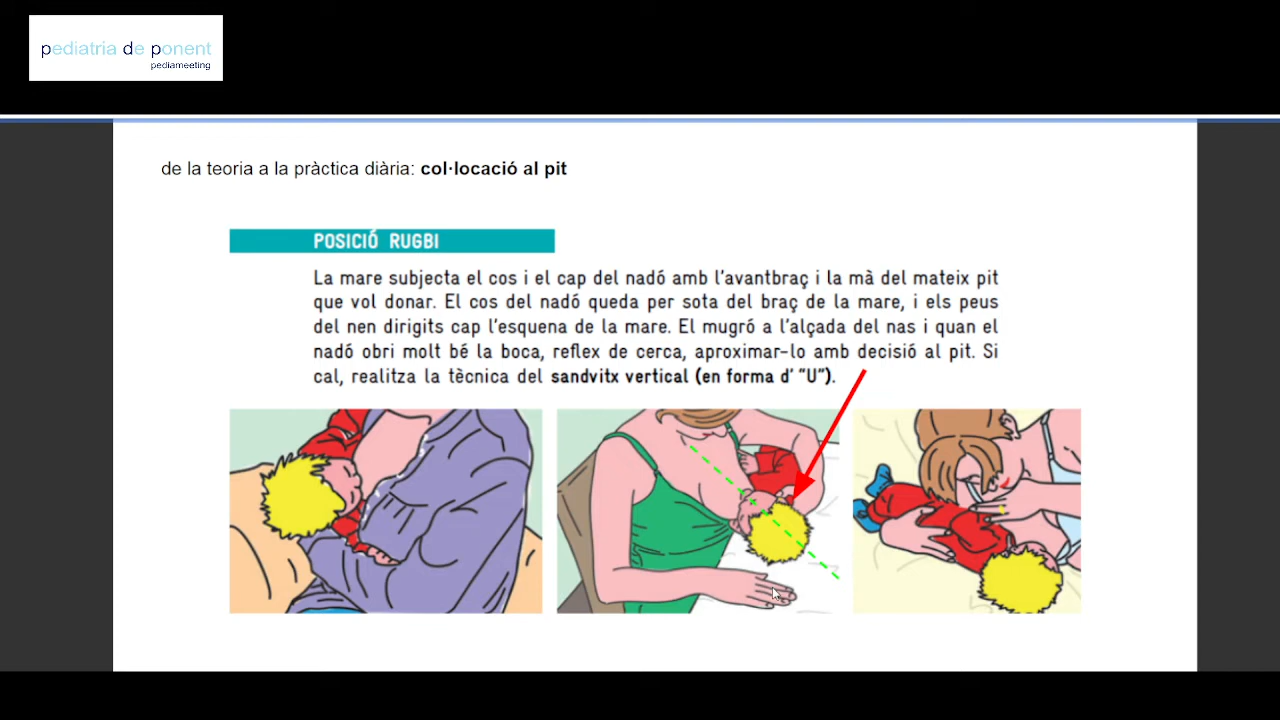 pediatria de ponent
pediameeting
de la teoria a la pràctica diària: col·locació al pit
POSICIÓ RUGBI
La mare subjecta el cos i el cap del nadó amb l'avantbraç i la mà del mateix pit
que vol donar. El cos del nadó queda per sota del braç de la mare, i els peus
del nen dirigits cap l'esquena de la mare. El mugró a l'alçada del nas i quan el
nadó obri molt bé la boca, reflex de cerca, aproximar-lo amb decisió al pit. Si
cal, realitza la tècnica del sandvitx vertical (en forma d' "U").